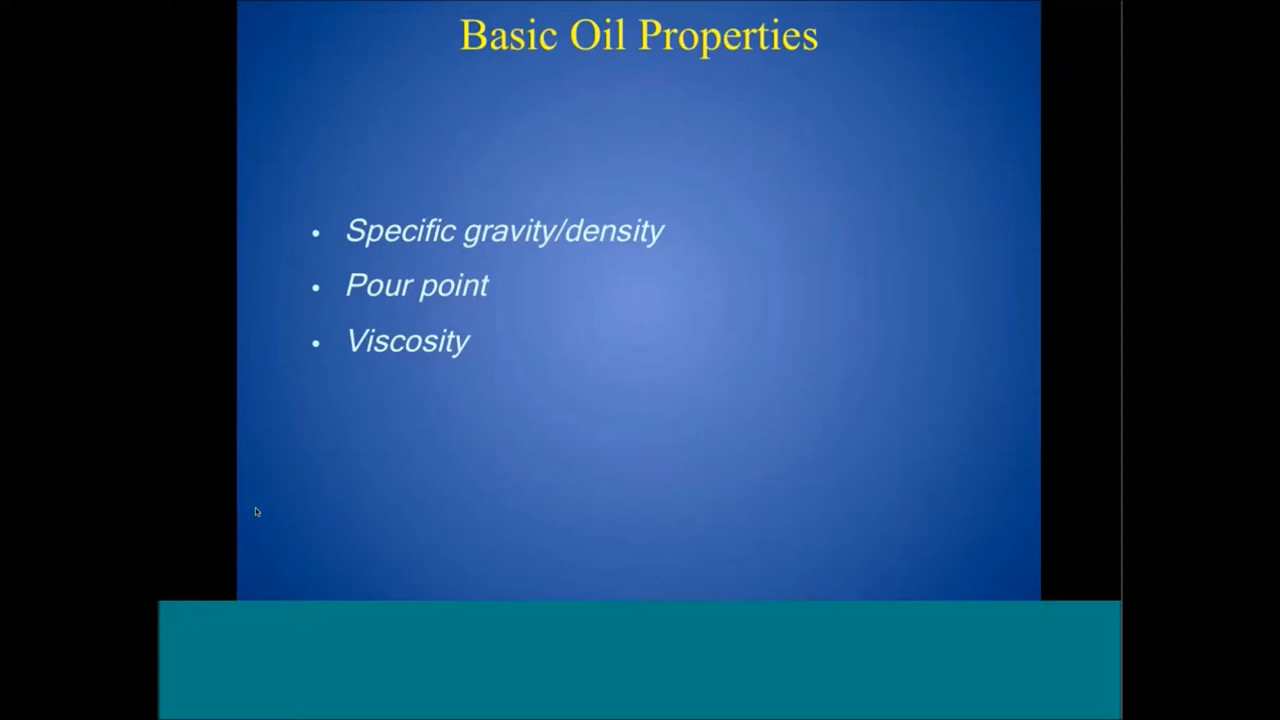 Basic Oil Properties
• Specific gravity/density
• Pour point
• Viscosity